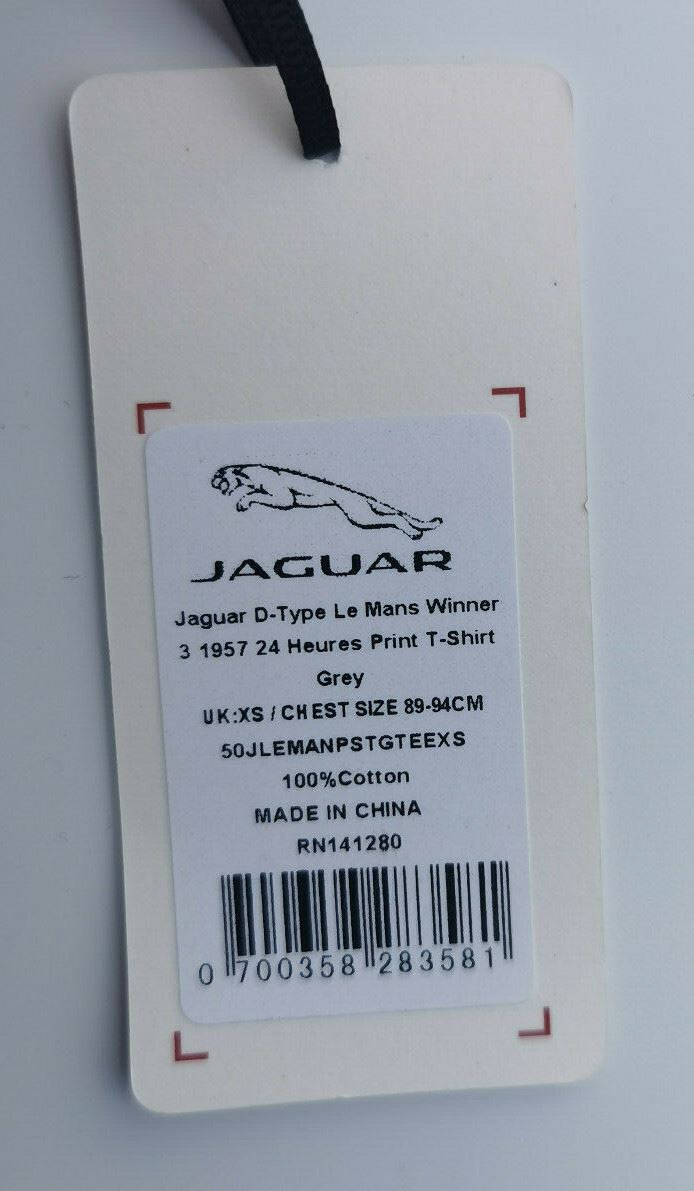 JAGUAR
Jaguar D-Type Le Mans Winner
3 1957 24 Heures Print T-Shirt
Grey
UK:XS / CHEST SIZE 89-94CM
50JLEMANPSTGTEEXS
100%Cotton
MADE IN CHINA
RN141280
0 700358 283581